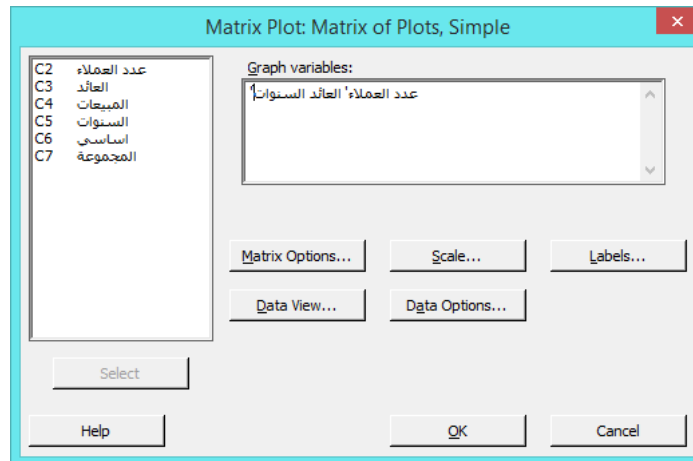 Matrix Plot: Matrix of Plots, Simple
C2 عدد العملاء
C3 العائد
C4 المبيعات
C5 السنوات
C6 اساسي
C7 المجموعة
Graph variables:
'عدد العملاء' العائد السنوات
Matrix Options...
Scale...
Labels...
Data View...
Data Options...
Select
Help
OK
Cancel